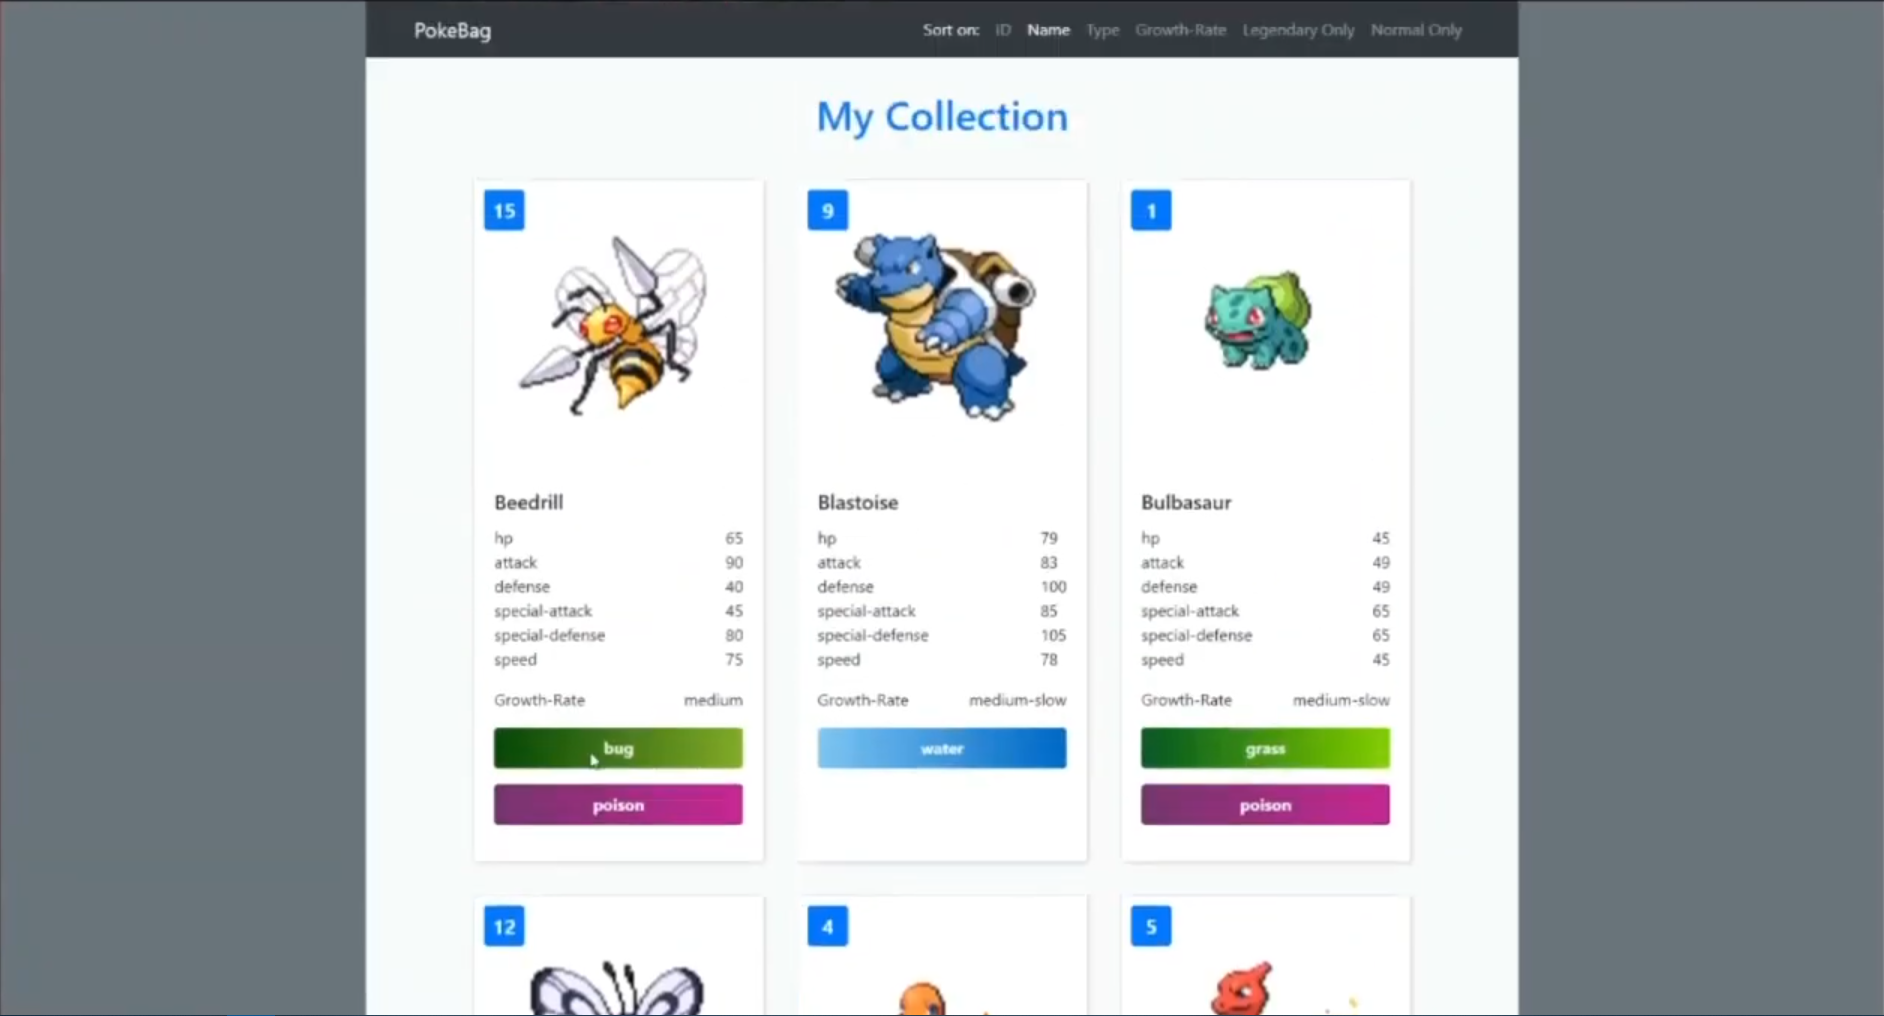 PokeBag
Sort on: ID Name Type Growth-Rate Legendary Only Normal Only
My Collection
15
Beedrill
hp 65
attack 90
defense 40
special-attack 45
special-defense 80
speed 75
Growth-Rate medium
bug
poison
9
Blastoise
hp 79
attack 83
defense 100
special-attack 85
special-defense 105
speed 78
Growth-Rate medium-slow
water
1
Bulbasaur
hp 45
attack 49
defense 49
special-attack 65
special-defense 65
speed 45
Growth-Rate medium-slow
grass
poison
12
4
5